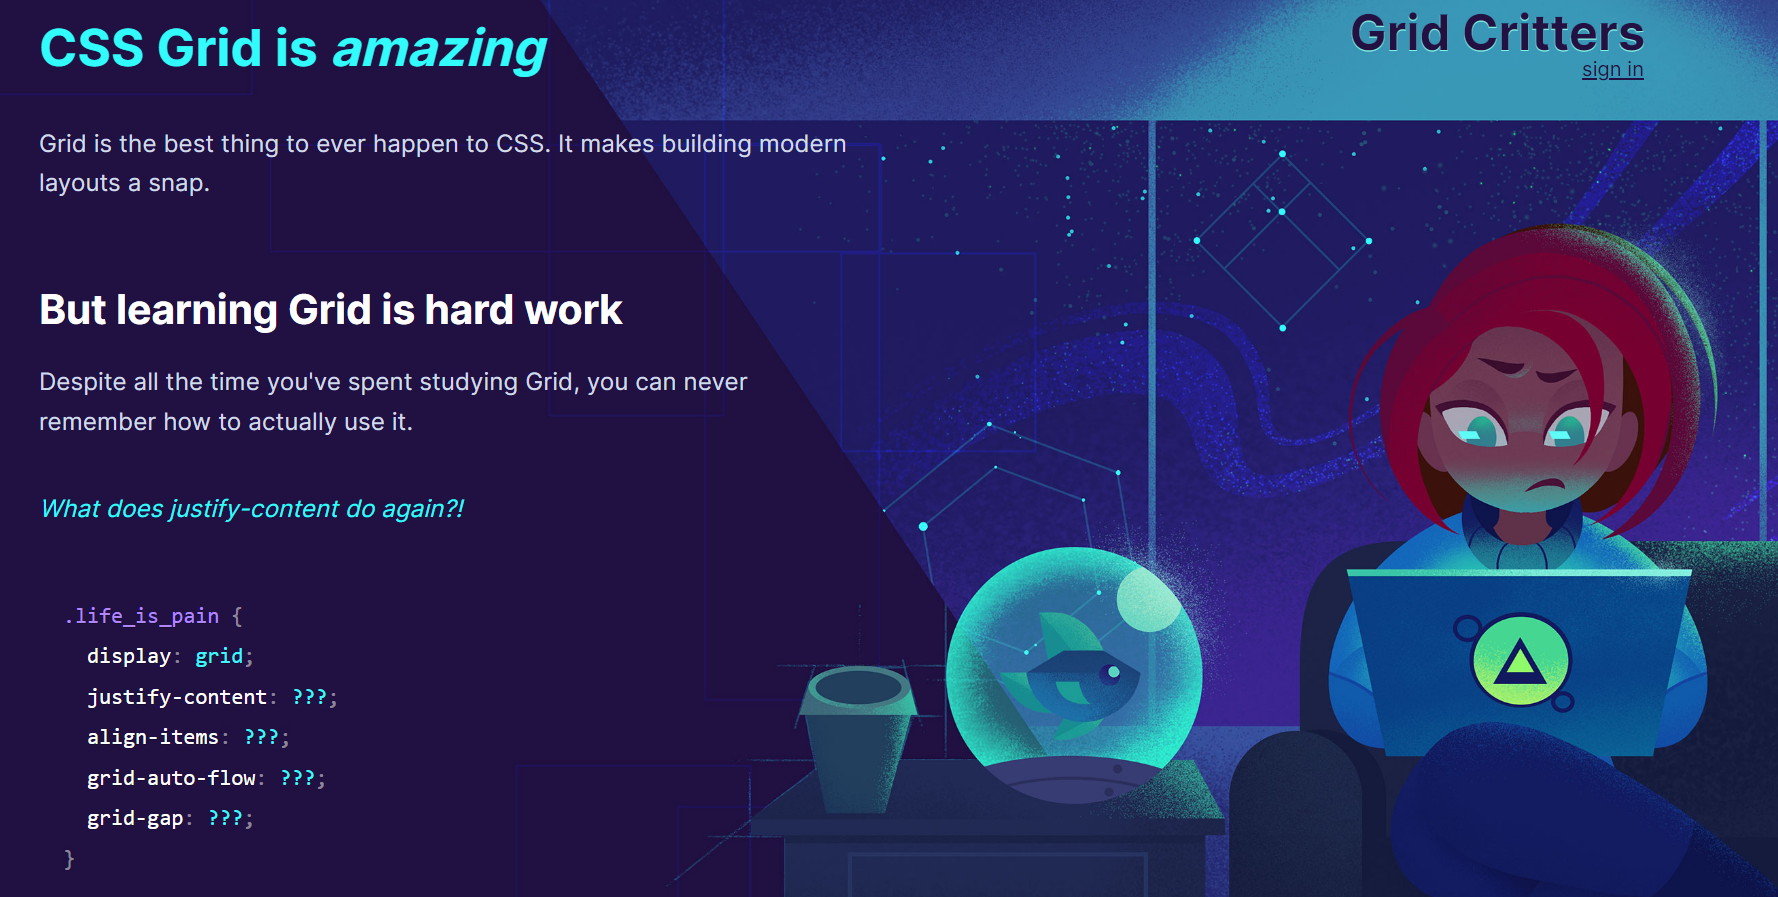 CSS Grid is amazing
Grid Critters
sign in
Grid is the best thing to ever happen to CSS. It makes building modern
layouts a snap.
But learning Grid is hard work
Despite all the time you've spent studying Grid, you can never
remember how to actually use it.
What does justify-content do again?!
.life_is_pain {
  display: grid;
  justify-content: ???;
  align-items: ???;
  grid-auto-flow: ???;
  grid-gap: ???;
}